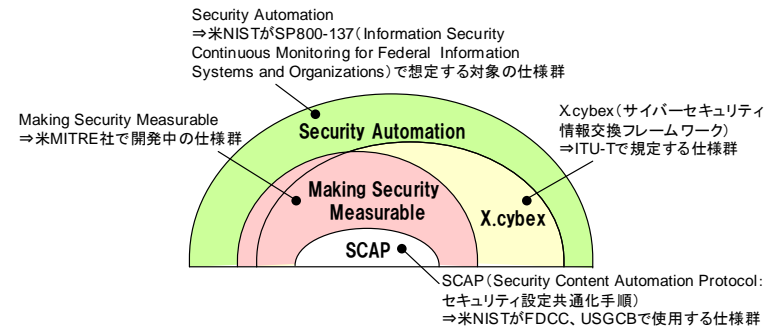 Security Automation
⇒米NISTがSP800-137(Information Security
Continuous Monitoring for Federal Information
Systems and Organizations)で想定する対象の仕様群
Making Security Measurable
⇒米MITRE社で開発中の仕様群
X.cybex(サイバーセキュリティ
情報交換フレームワーク)
⇒ITU-Tで規定する仕様群
Security Automation
Making Security
Measurable
X.cybex
SCAP
SCAP(Security Content Automation Protocol:
セキュリティ設定共通化手順)
⇒米NISTがFDCC、USGCBで使用する仕様群